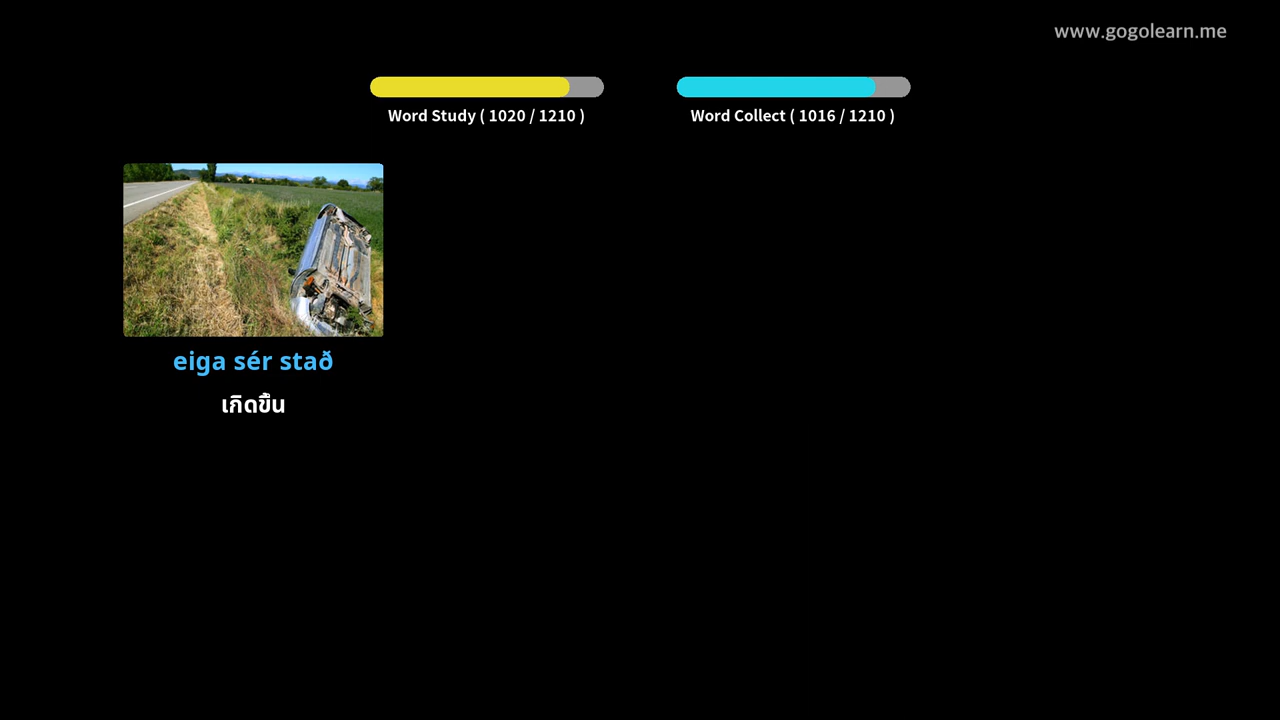 www.gogolearn.me
Word Study ( 1020 / 1210 )
Word Collect ( 1016 / 1210 )
eiga sér stað
เกิดขึ้น